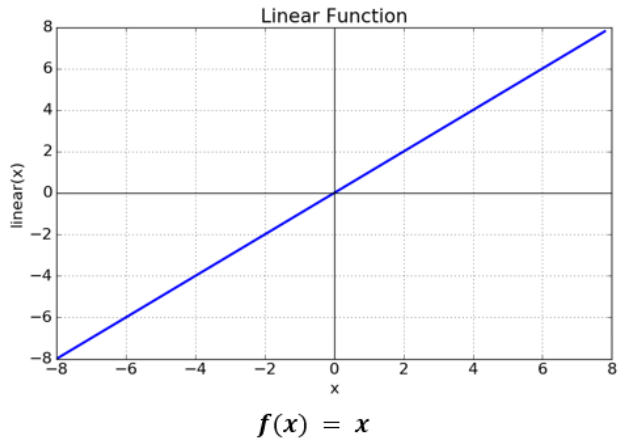 Linear Function
8
6
4
2
0
−2
−4
−6
−8
linear(x)
−8 −6 −4 −2 0 2 4 6 8
x
f(x) = x